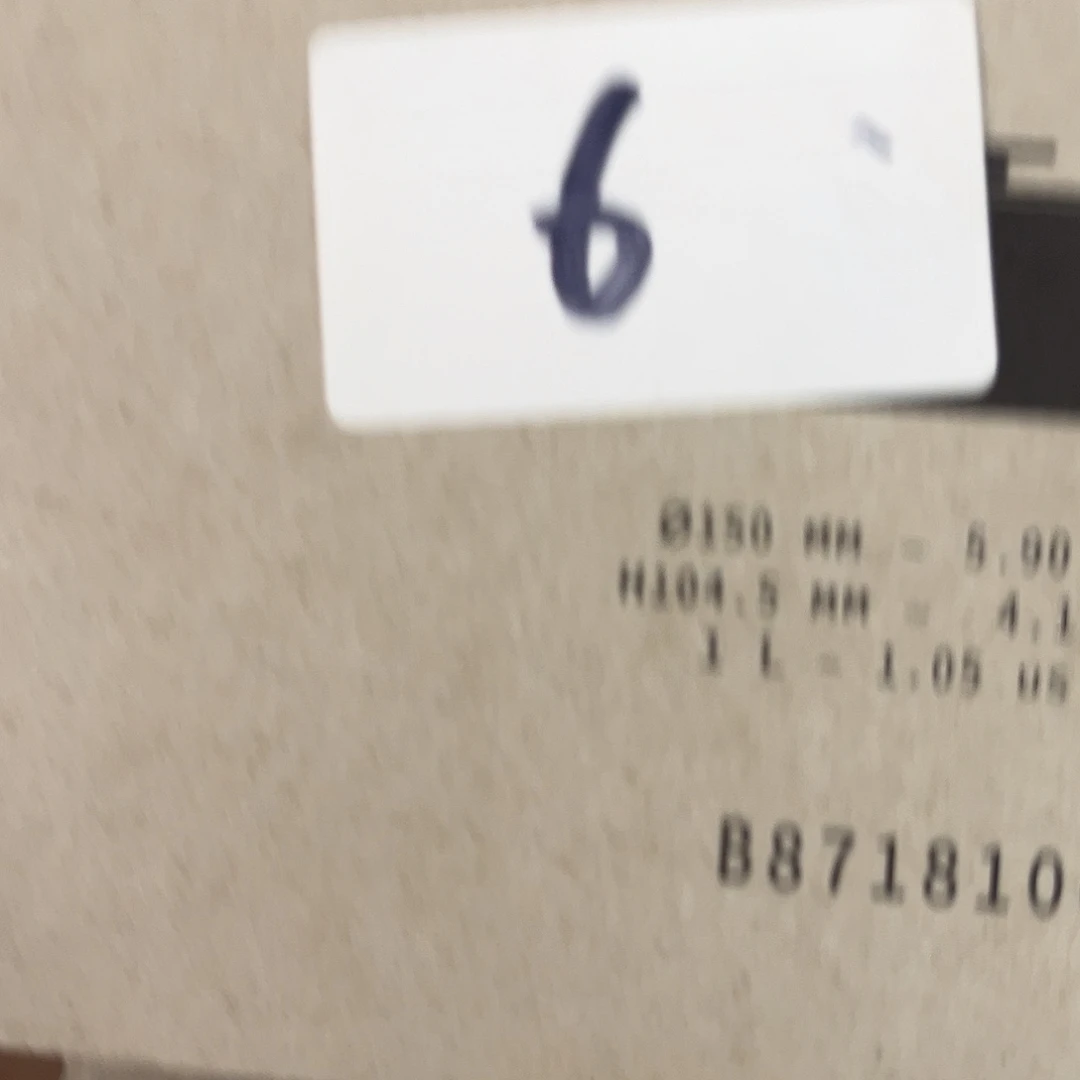 6
Ø150 MM - 5.90
H104.5 MM = 4.1
1 L = 1.05 US
B871810